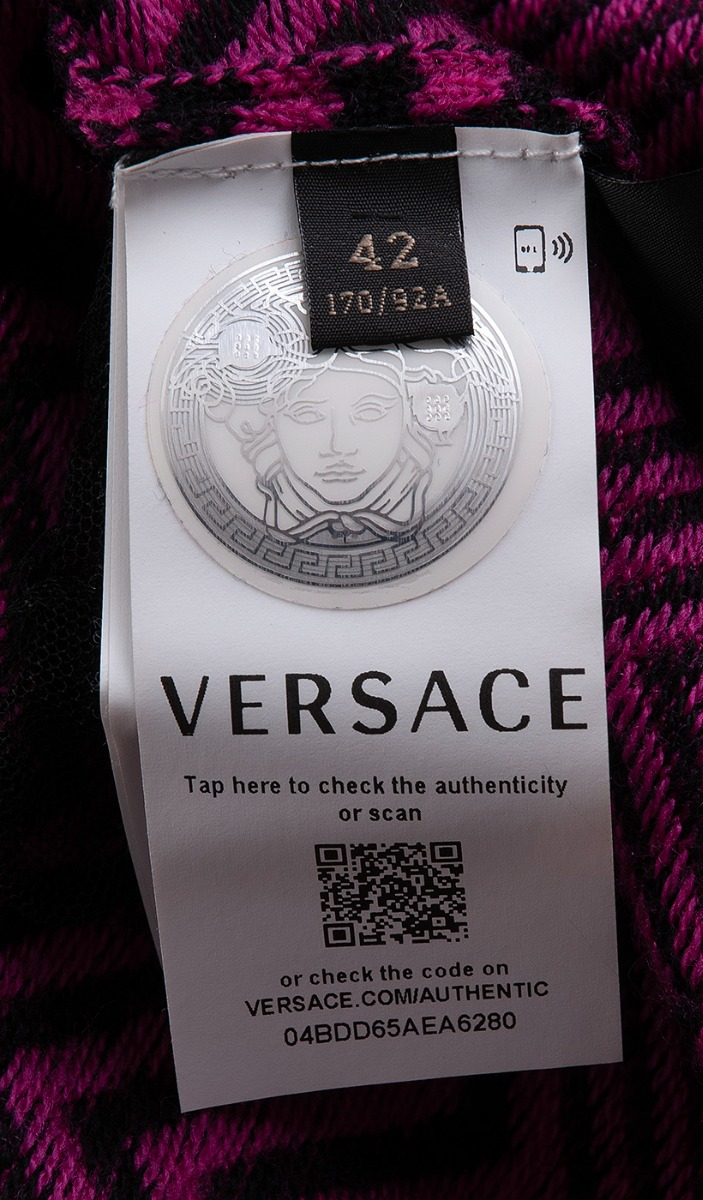 42
170/92A
VERSACE
Tap here to check the authenticity
or scan
or check the code on
VERSACE.COM/AUTHENTIC
04BDD65AEA6280